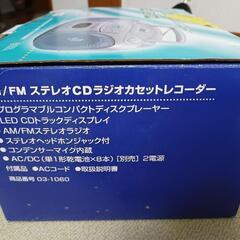 /FM ステレオCDラジオカセットレコーダー
プログラマブルコンパクトディスクプレーヤー
LED CDトラックディスプレイ
AM/FMステレオラジオ
● ステレオヘッドホンジャック付
● コンデンサーマイク内蔵
● AC/DC(単1形乾電池×8本)[別売]2電源
付属品 ●ACコード ●取扱説明書
商品番号 03-1060